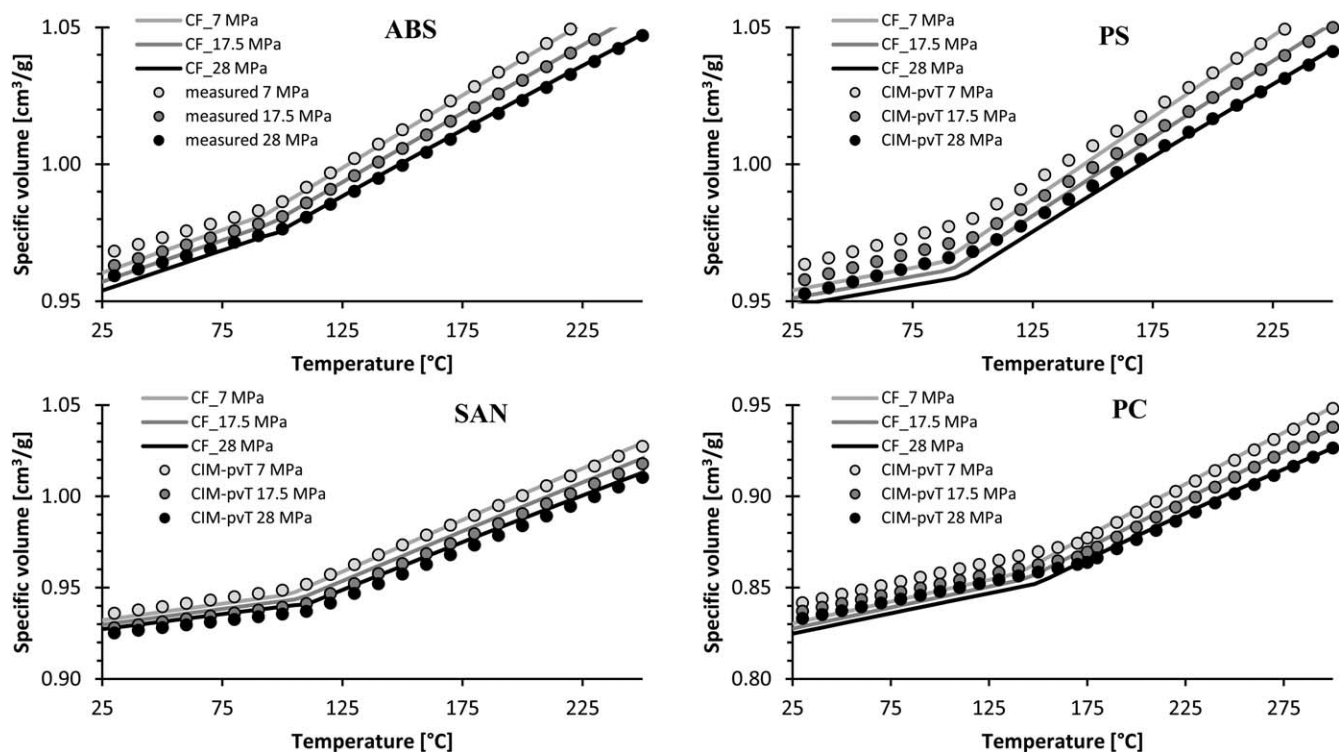 ABS
CF_7 MPa
CF_17.5 MPa
CF_28 MPa
measured 7 MPa
measured 17.5 MPa
measured 28 MPa
Specific volume [cm³/g]
1.05
1.00
0.95
25 75 125 175 225
Temperature [°C]
PS
CF_7 MPa
CF_17.5 MPa
CF_28 MPa
CIM-pvT 7 MPa
CIM-pvT 17.5 MPa
CIM-pvT 28 MPa
Specific volume [cm³/g]
1.05
1.00
0.95
25 75 125 175 225
Temperature [°C]
SAN
CF_7 MPa
CF_17.5 MPa
CF_28 MPa
CIM-pvT 7 MPa
CIM-pvT 17.5 MPa
CIM-pvT 28 MPa
Specific volume [cm³/g]
1.05
1.00
0.95
0.90
25 75 125 175 225
Temperature [°C]
PC
CF_7 MPa
CF_17.5 MPa
CF_28 MPa
CIM-pvT 7 MPa
CIM-pvT 17.5 MPa
CIM-pvT 28 MPa
Specific volume [cm³/g]
0.95
0.90
0.85
0.80
25 75 125 175 225 275
Temperature [°C]